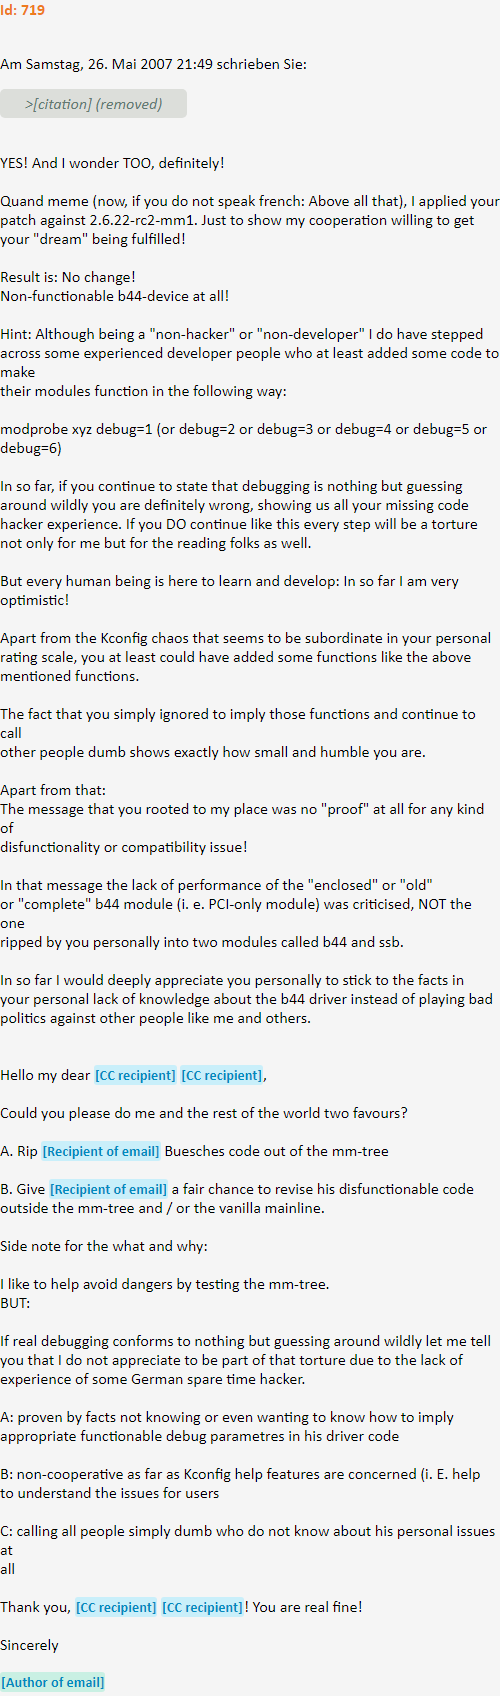 Id: 719
Am Samstag, 26. Mai 2007 21:49 schrieben Sie:
>[citation] (removed)
YES! And I wonder TOO, definitely!
Quand meme (now, if you do not speak french: Above all that), I applied your
patch against 2.6.22-rc2-mm1. Just to show my cooperation willing to get
your "dream" being fulfilled!
Result is: No change!
Non-functionable b44-device at all!
Hint: Although being a "non-hacker" or "non-developer" I do have stepped
across some experienced developer people who at least added some code to
make
their modules function in the following way:
modprobe xyz debug=1 (or debug=2 or debug=3 or debug=4 or debug=5 or
debug=6)
In so far, if you continue to state that debugging is nothing but guessing
around wildly you are definitely wrong, showing us all your missing code
hacker experience. If you DO continue like this every step will be a torture
not only for me but for the reading folks as well.
But every human being is here to learn and develop: In so far I am very
optimistic!
Apart from the Kconfig chaos that seems to be subordinate in your personal
rating scale, you at least could have added some functions like the above
mentioned functions.
The fact that you simply ignored to imply those functions and continue to
call
other people dumb shows exactly how small and humble you are.
Apart from that:
The message that you rooted to my place was no "proof" at all for any kind
of
disfunctionality or compatibility issue!
In that message the lack of performance of the "enclosed" or "old"
or "complete" b44 module (i. e. PCI-only module) was criticised, NOT the
one
ripped by you personally into two modules called b44 and ssb.
In so far I would deeply appreciate you personally to stick to the facts in
your personal lack of knowledge about the b44 driver instead of playing bad
politics against other people like me and others.
Hello my dear [CC recipient] [CC recipient],
Could you please do me and the rest of the world two favours?
A. Rip [Recipient of email] Buesches code out of the mm-tree
B. Give [Recipient of email] a fair chance to revise his disfunctionable code
outside the mm-tree and / or the vanilla mainline.
Side note for the what and why:
I like to help avoid dangers by testing the mm-tree.
BUT:
If real debugging conforms to nothing but guessing around wildly let me tell
you that I do not appreciate to be part of that torture due to the lack of
experience of some German spare time hacker.
A: proven by facts not knowing or even wanting to know how to imply
appropriate functionable debug parametres in his driver code
B: non-cooperative as far as Kconfig help features are concerned (i. E. help
to understand the issues for users
C: calling all people simply dumb who do not know about his personal issues
at
all
Thank you, [CC recipient] [CC recipient]! You are real fine!
Sincerely
[Author of email]